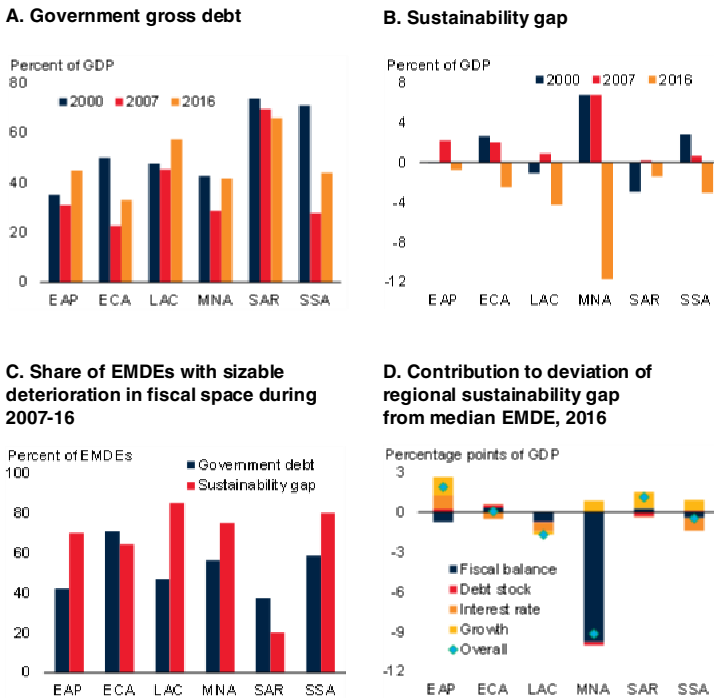 A. Government gross debt
Percent of GDP
80
2000 2007 2016
60
40
20
0
EAP ECA LAC MNA SAR SSA
B. Sustainability gap
Percent of GDP
8
2000 2007 2016
4
0
-4
-8
-12
EAP ECA LAC MNA SAR SSA
C. Share of EMDEs with sizable
deterioration in fiscal space during
2007-16
Percent of EMDEs
100
Government debt
Sustainability gap
80
60
40
20
0
EAP ECA LAC MNA SAR SSA
D. Contribution to deviation of
regional sustainability gap
from median EMDE, 2016
Percentage points of GDP
3
0
-3
-6
-9
-12
Fiscal balance
Debt stock
Interest rate
Growth
Overall
EAP ECA LAC MNA SAR SSA